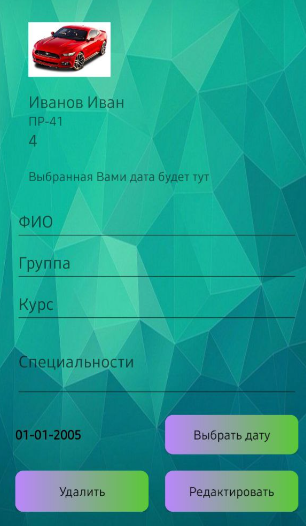 Иванов Иван
ПР-41
4
Выбранная Вами дата будет тут
ФИО
Группа
Курс
Специальности
01-01-2005
Выбрать дату
Удалить
Редактировать